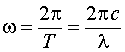 ω = 2π/T = 2πc/λ